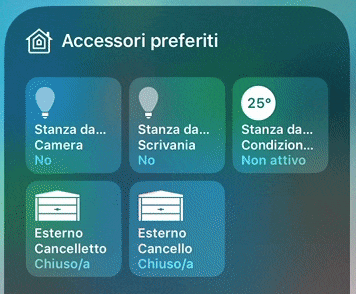 Accessori preferiti
25°
Stanza da...
Camera
No
Stanza da...
Scrivania
No
Stanza da...
Condizion...
Non attivo
Esterno
Cancelletto
Chiuso/a
Esterno
Cancello
Chiuso/a